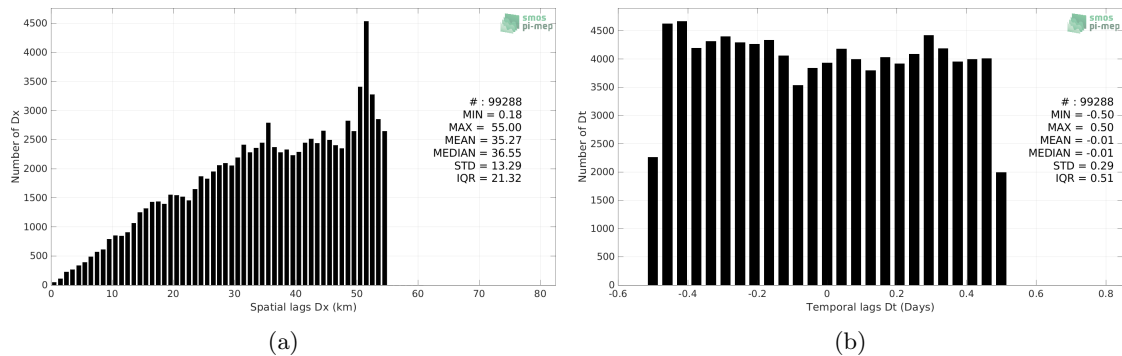 smos
pi-mep
4500
4000
3500
3000
2500
2000
1500
1000
500
0
Number of Dx
# : 99288
MIN = 0.18
MAX = 55.00
MEAN = 35.27
MEDIAN = 36.55
STD = 13.29
IQR = 21.32
0 10 20 30 40 50 60 70 80
Spatial lags Dx (km)
(a)
smos
pi-mep
4500
4000
3500
3000
2500
2000
1500
1000
500
0
Number of Dt
# : 99288
MIN = -0.50
MAX = 0.50
MEAN = -0.01
MEDIAN = -0.01
STD = 0.29
IQR = 0.51
-0.6 -0.4 -0.2 0 0.2 0.4 0.6 0.8
Temporal lags Dt (Days)
(b)